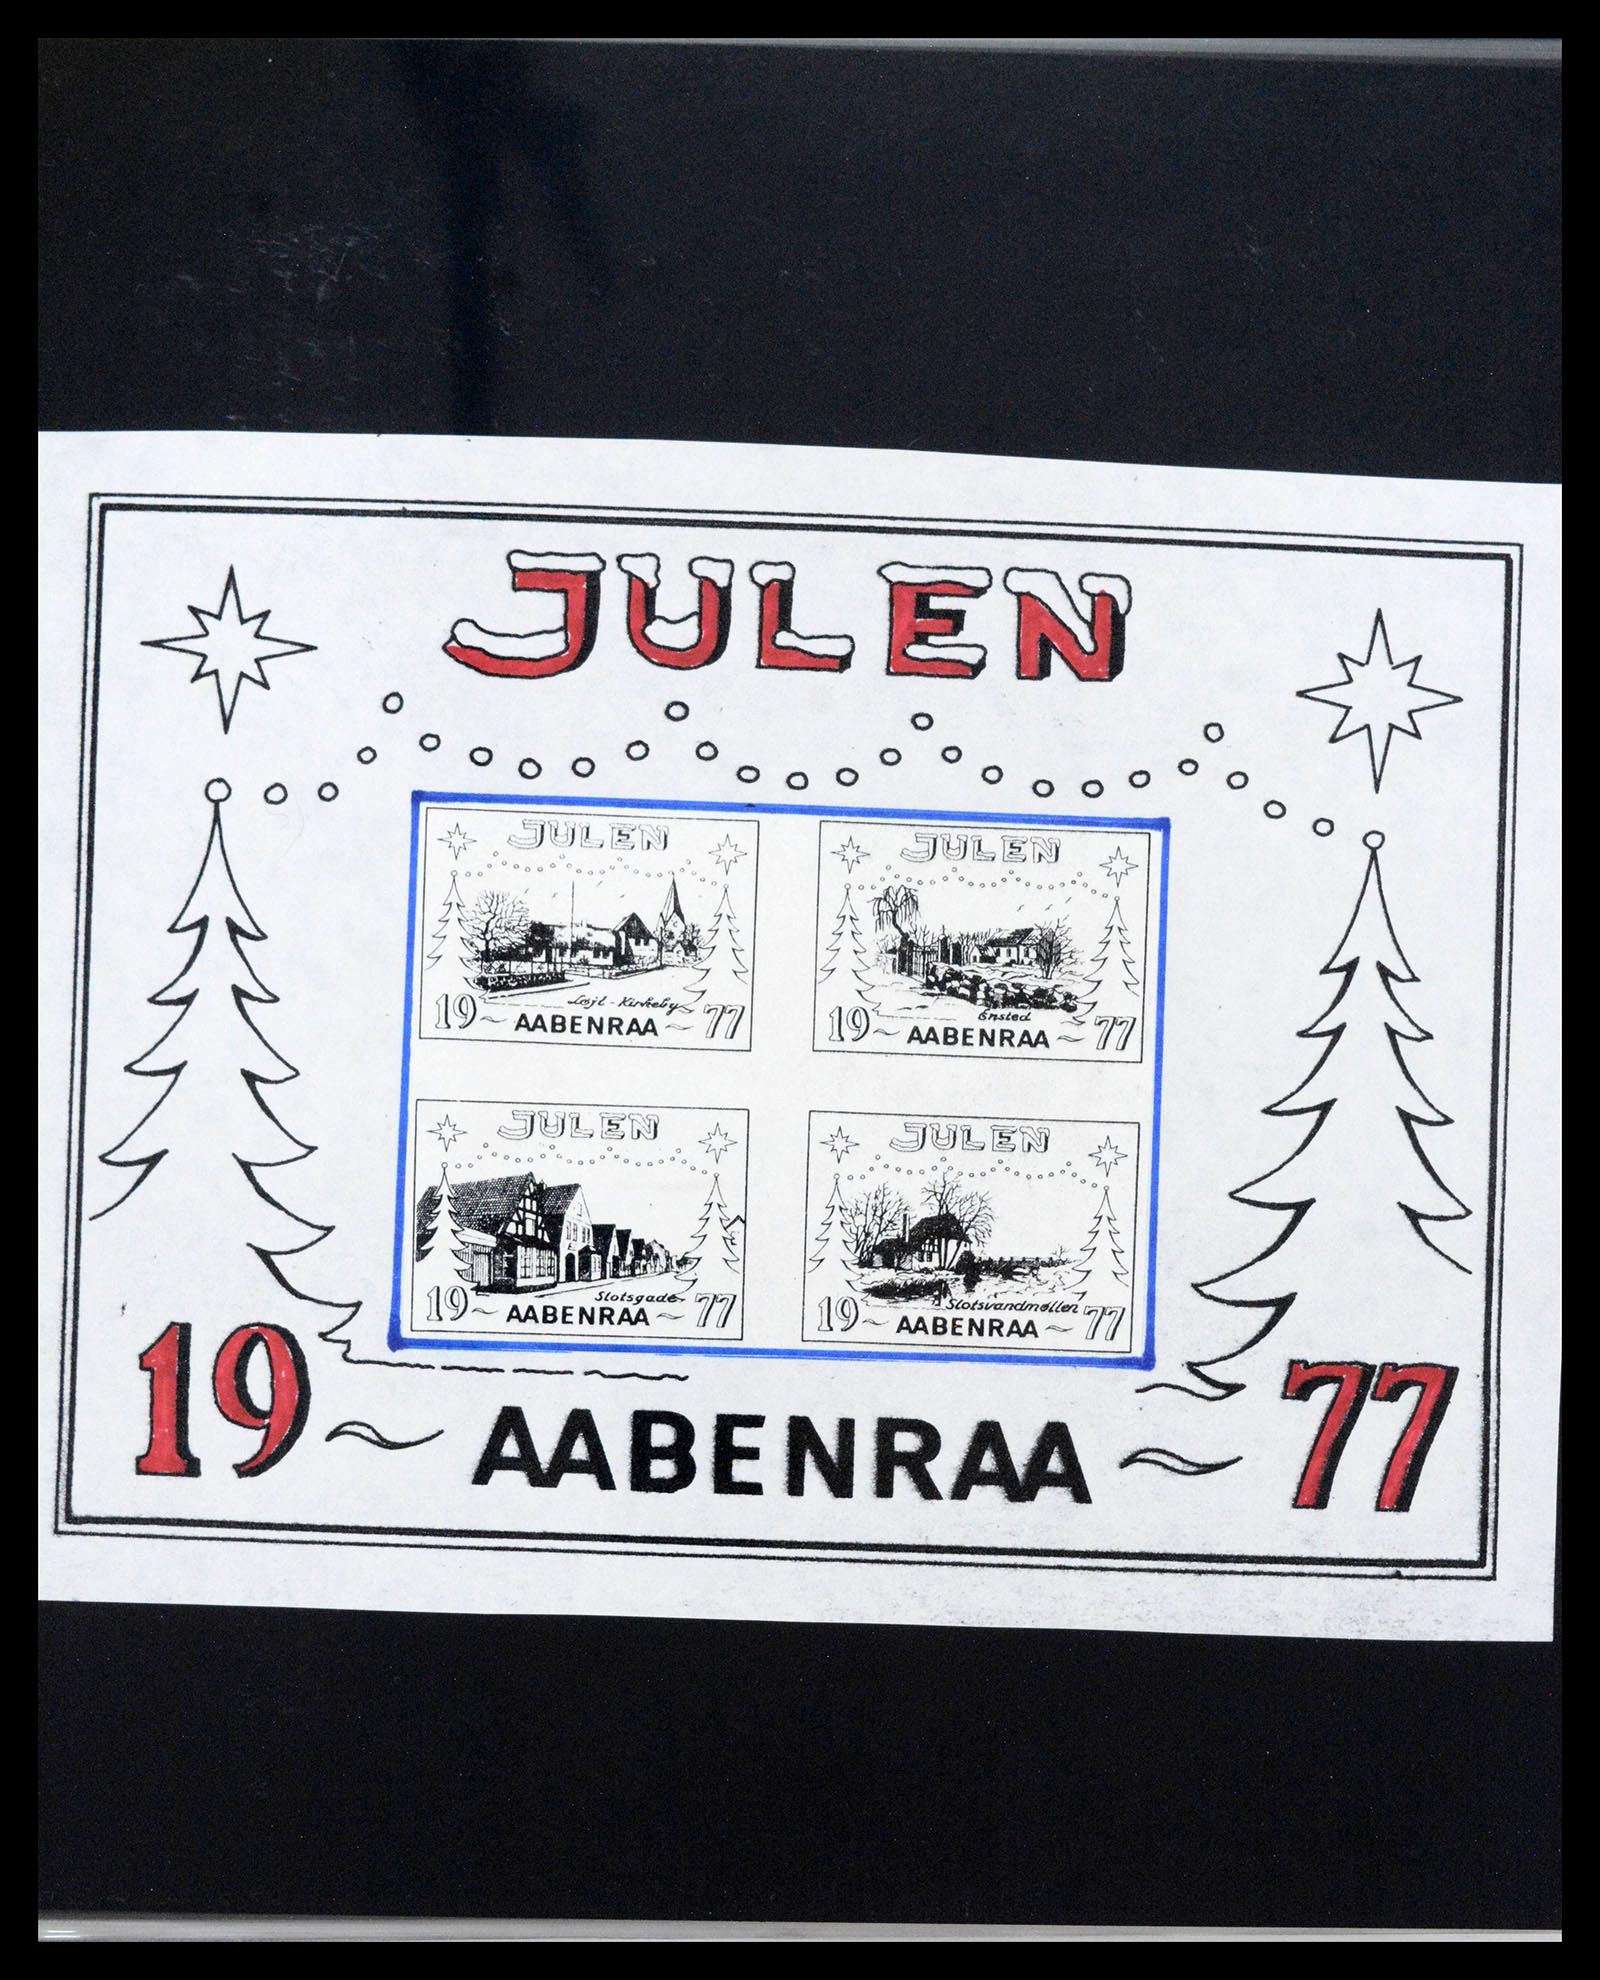 JULEN
JULEN
Løjt - Kirkeby
19 ~ AABENRAA ~ 77
JULEN
Ensted
19 ~ AABENRAA ~ 77
JULEN
Slotsgade
19 ~ AABENRAA ~ 77
JULEN
Slotsvandmøllen
19 ~ AABENRAA ~ 77
19 ~ AABENRAA ~ 77